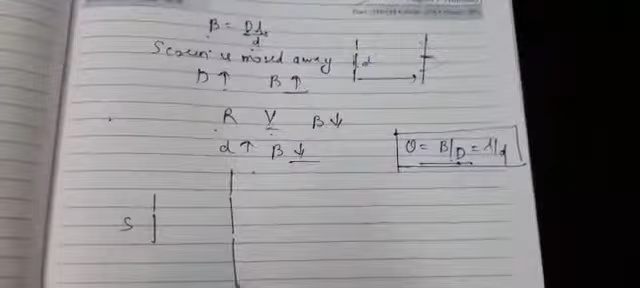 β = Dλ/d
Screen is moved away
D ↑ β ↑
d
R V β ↓
d ↑ β ↓
θ = β/D = λ/d
S